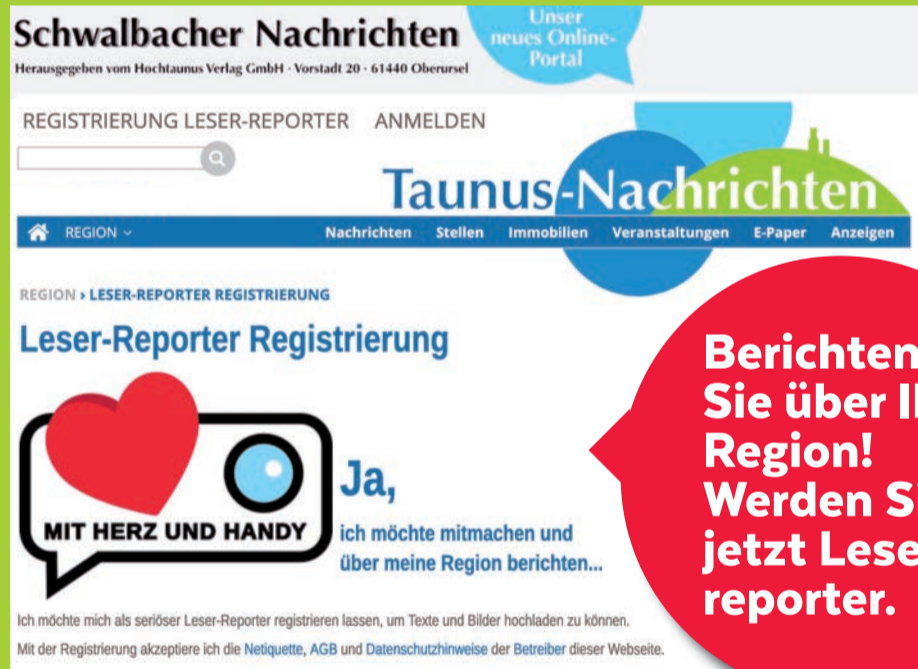 Schwalbacher Nachrichten
Herausgegeben vom Hochtaunus Verlag GmbH · Vorstadt 20 · 61440 Oberursel
Unser
neues Online-
Portal
REGISTRIERUNG LESER-REPORTER ANMELDEN
Taunus-Nachrichten
REGION Nachrichten Stellen Immobilien Veranstaltungen E-Paper Anzeigen
REGION › LESER-REPORTER REGISTRIERUNG
Leser-Reporter Registrierung
MIT HERZ UND HANDY
Ja,
ich möchte mitmachen und
über meine Region berichten...
Ich möchte mich als seriöser Leser-Reporter registrieren lassen, um Texte und Bilder hochladen zu können.
Mit der Registrierung akzeptiere ich die Netiquette, AGB und Datenschutzhinweise der Betreiber dieser Webseite.
Berichten
Sie über
Region!
Werden
jetzt
reporter.